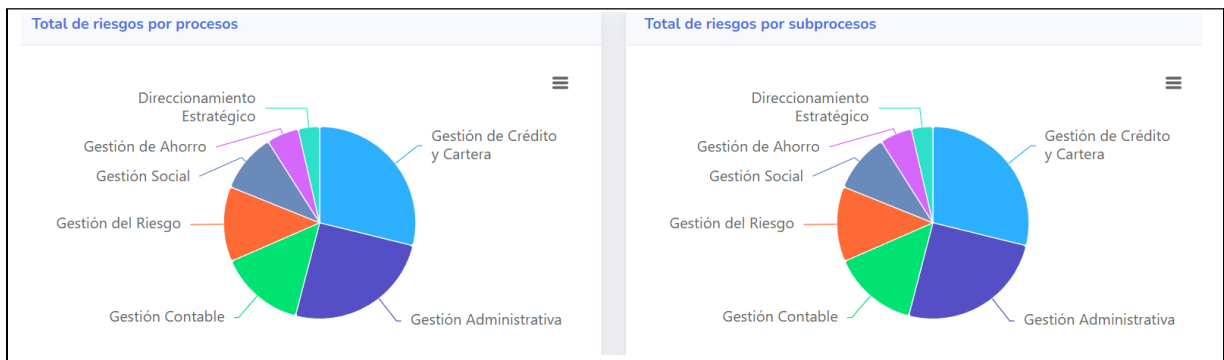 Total de riesgos por procesos
Direccionamiento
Estratégico
Gestión de Ahorro
Gestión Social
Gestión del Riesgo
Gestión Contable
Gestión de Crédito
y Cartera
Gestión Administrativa
Total de riesgos por subprocesos
Direccionamiento
Estratégico
Gestión de Ahorro
Gestión Social
Gestión del Riesgo
Gestión Contable
Gestión de Crédito
y Cartera
Gestión Administrativa